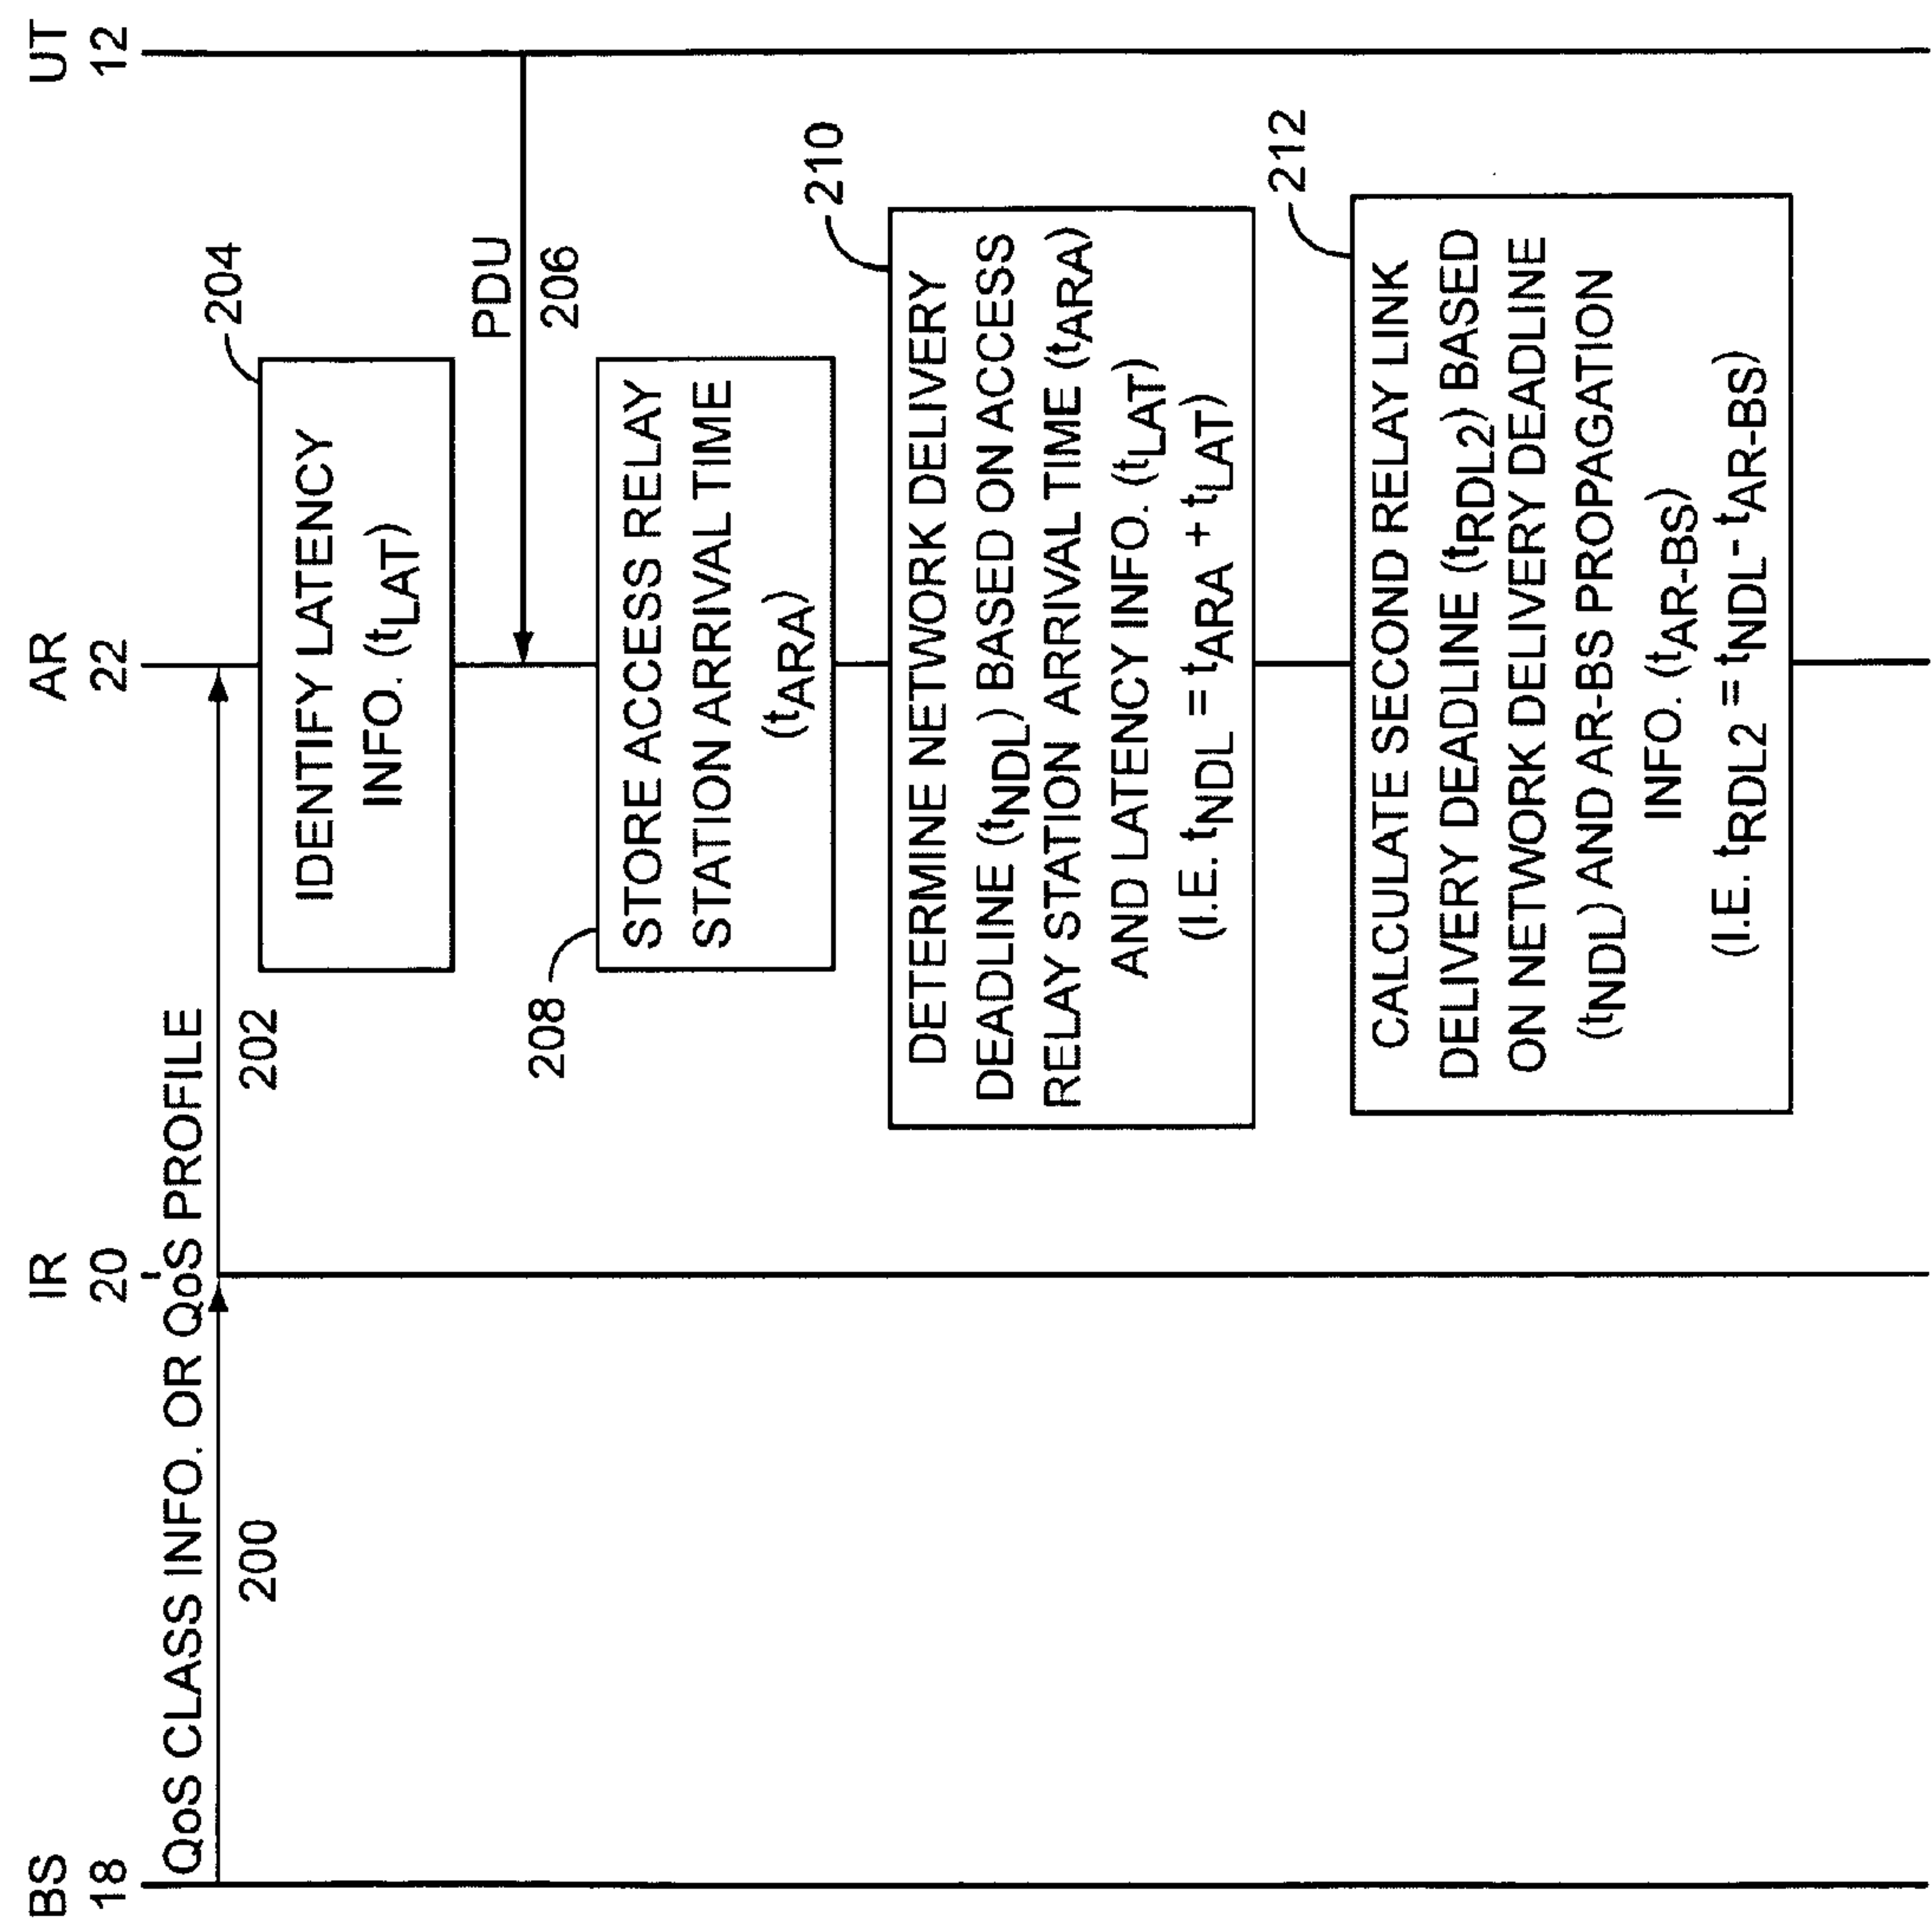 BS
18
IR
20
AR
22
UT
12
QoS CLASS INFO. OR QoS PROFILE
200
202
204
IDENTIFY LATENCY
INFO. (tLAT)
PDU
206
208
STORE ACCESS RELAY
STATION ARRIVAL TIME
(tARA)
210
DETERMINE NETWORK DELIVERY
DEADLINE (tNDL) BASED ON ACCESS
RELAY STATION ARRIVAL TIME (tARA)
AND LATENCY INFO. (tLAT)
(I.E. tNDL = tARA + tLAT)
212
CALCULATE SECOND RELAY LINK
DELIVERY DEADLINE (tRDL2) BASED
ON NETWORK DELIVERY DEADLINE
(tNDL) AND AR-BS PROPAGATION
INFO. (tAR-BS)
(I.E. tRDL2 = tNDL- tAR-BS)